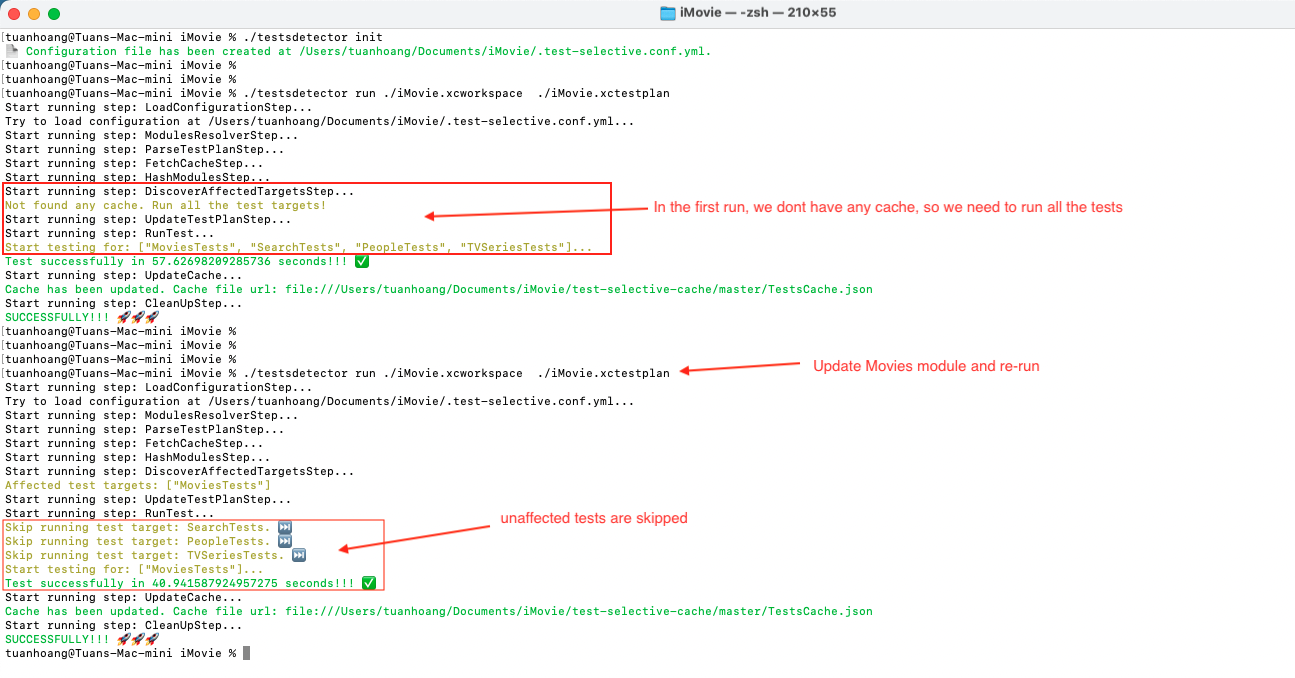 iMovie — -zsh — 210×55
[tuanhoang@Tuans-Mac-mini iMovie % ./testsdetector init
Configuration file has been created at /Users/tuanhoang/Documents/iMovie/.test-selective.conf.yml.
[tuanhoang@Tuans-Mac-mini iMovie %
[tuanhoang@Tuans-Mac-mini iMovie %
[tuanhoang@Tuans-Mac-mini iMovie % ./testsdetector run ./iMovie.xcworkspace  ./iMovie.xctestplan
Start running step: LoadConfigurationStep...
Try to load configuration at /Users/tuanhoang/Documents/iMovie/.test-selective.conf.yml...
Start running step: ModulesResolverStep...
Start running step: ParseTestPlanStep...
Start running step: FetchCacheStep...
Start running step: HashModulesStep...
Start running step: DiscoverAffectedTargetsStep...
Not found any cache. Run all the test targets!
In the first run, we dont have any cache, so we need to run all the tests
Start running step: UpdateTestPlanStep...
Start running step: RunTest...
Start testing for: ["MoviesTests", "SearchTests", "PeopleTests", "TVSeriesTests"]...
Test successfully in 57.62698209285736 seconds!!! ✅
Start running step: UpdateCache...
Cache has been updated. Cache file url: file:///Users/tuanhoang/Documents/iMovie/test-selective-cache/master/TestsCache.json
Start running step: CleanUpStep...
SUCCESSFULLY!!! 🚀🚀🚀
[tuanhoang@Tuans-Mac-mini iMovie %
[tuanhoang@Tuans-Mac-mini iMovie %
[tuanhoang@Tuans-Mac-mini iMovie %
[tuanhoang@Tuans-Mac-mini iMovie % ./testsdetector run ./iMovie.xcworkspace  ./iMovie.xctestplan
Update Movies module and re-run
Start running step: LoadConfigurationStep...
Try to load configuration at /Users/tuanhoang/Documents/iMovie/.test-selective.conf.yml...
Start running step: ModulesResolverStep...
Start running step: ParseTestPlanStep...
Start running step: FetchCacheStep...
Start running step: HashModulesStep...
Start running step: DiscoverAffectedTargetsStep...
Affected test targets: ["MoviesTests"]
Start running step: UpdateTestPlanStep...
Start running step: RunTest...
unaffected tests are skipped
Skip running test target: SearchTests. ⏭
Skip running test target: PeopleTests. ⏭
Skip running test target: TVSeriesTests. ⏭
Start testing for: ["MoviesTests"]...
Test successfully in 40.941587924957275 seconds!!! ✅
Start running step: UpdateCache...
Cache has been updated. Cache file url: file:///Users/tuanhoang/Documents/iMovie/test-selective-cache/master/TestsCache.json
Start running step: CleanUpStep...
SUCCESSFULLY!!! 🚀🚀🚀
tuanhoang@Tuans-Mac-mini iMovie %